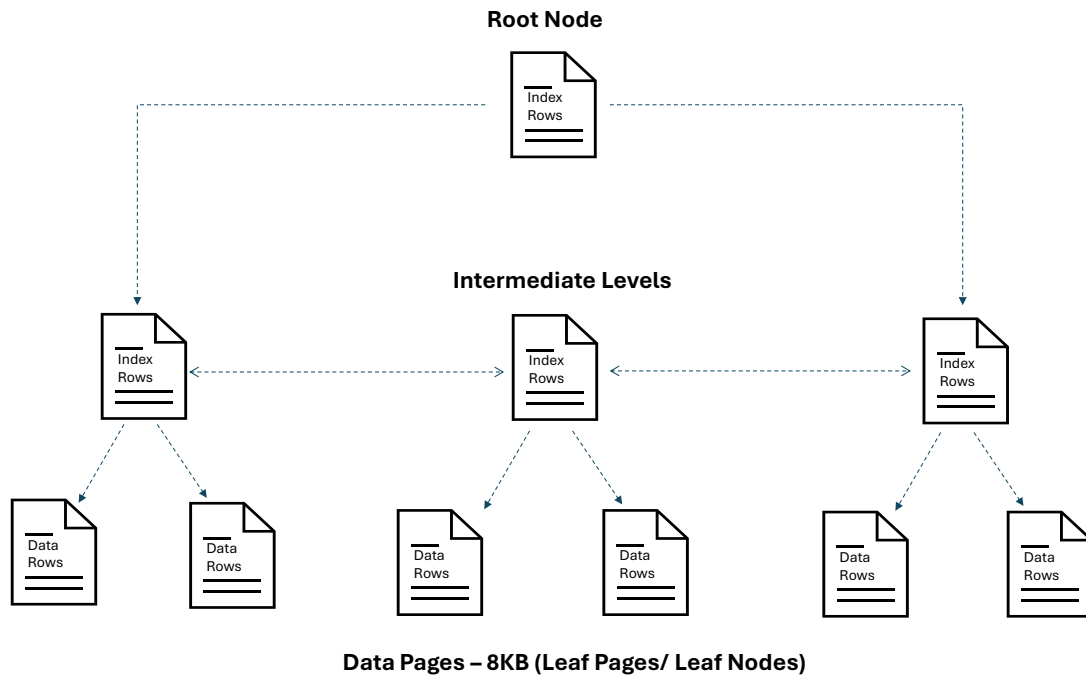 Root Node
Index
Rows
Intermediate Levels
Index
Rows
Index
Rows
Index
Rows
Data
Rows
Data
Rows
Data
Rows
Data
Rows
Data
Rows
Data
Rows
Data Pages – 8KB (Leaf Pages/ Leaf Nodes)